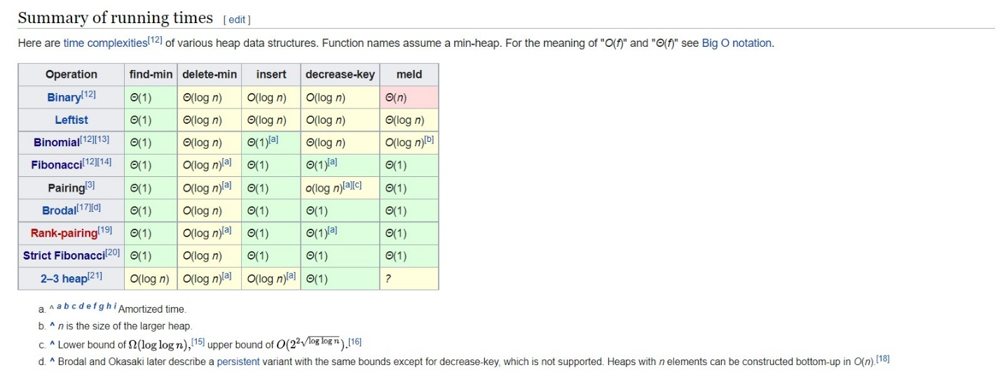 Summary of running times [ edit ]
Here are time complexities[12] of various heap data structures. Function names assume a min-heap. For the meaning of "O(f)" and "Θ(f)" see Big O notation.
Operation find-min delete-min insert decrease-key meld
Binary[12] Θ(1) Θ(log n) O(log n) O(log n) Θ(n)
Leftist Θ(1) Θ(log n) Θ(log n) O(log n) Θ(log n)
Binomial[12][13] Θ(1) Θ(log n) Θ(1)[a] Θ(log n) O(log n)[b]
Fibonacci[12][14] Θ(1) O(log n)[a] Θ(1) Θ(1)[a] Θ(1)
Pairing[3] Θ(1) O(log n)[a] Θ(1) o(log n)[a][c] Θ(1)
Brodal[17][d] Θ(1) O(log n) Θ(1) Θ(1) Θ(1)
Rank-pairing[19] Θ(1) O(log n)[a] Θ(1) Θ(1)[a] Θ(1)
Strict Fibonacci[20] Θ(1) O(log n) Θ(1) Θ(1) Θ(1)
2–3 heap[21] O(log n) O(log n)[a] O(log n)[a] Θ(1) ?
a. ^ a b c d e f g h i Amortized time.
b. ^ n is the size of the larger heap.
c. ^ Lower bound of Ω(log log n),[15] upper bound of O(2^2√log log n).[16]
d. ^ Brodal and Okasaki later describe a persistent variant with the same bounds except for decrease-key, which is not supported. Heaps with n elements can be constructed bottom-up in O(n).[18]